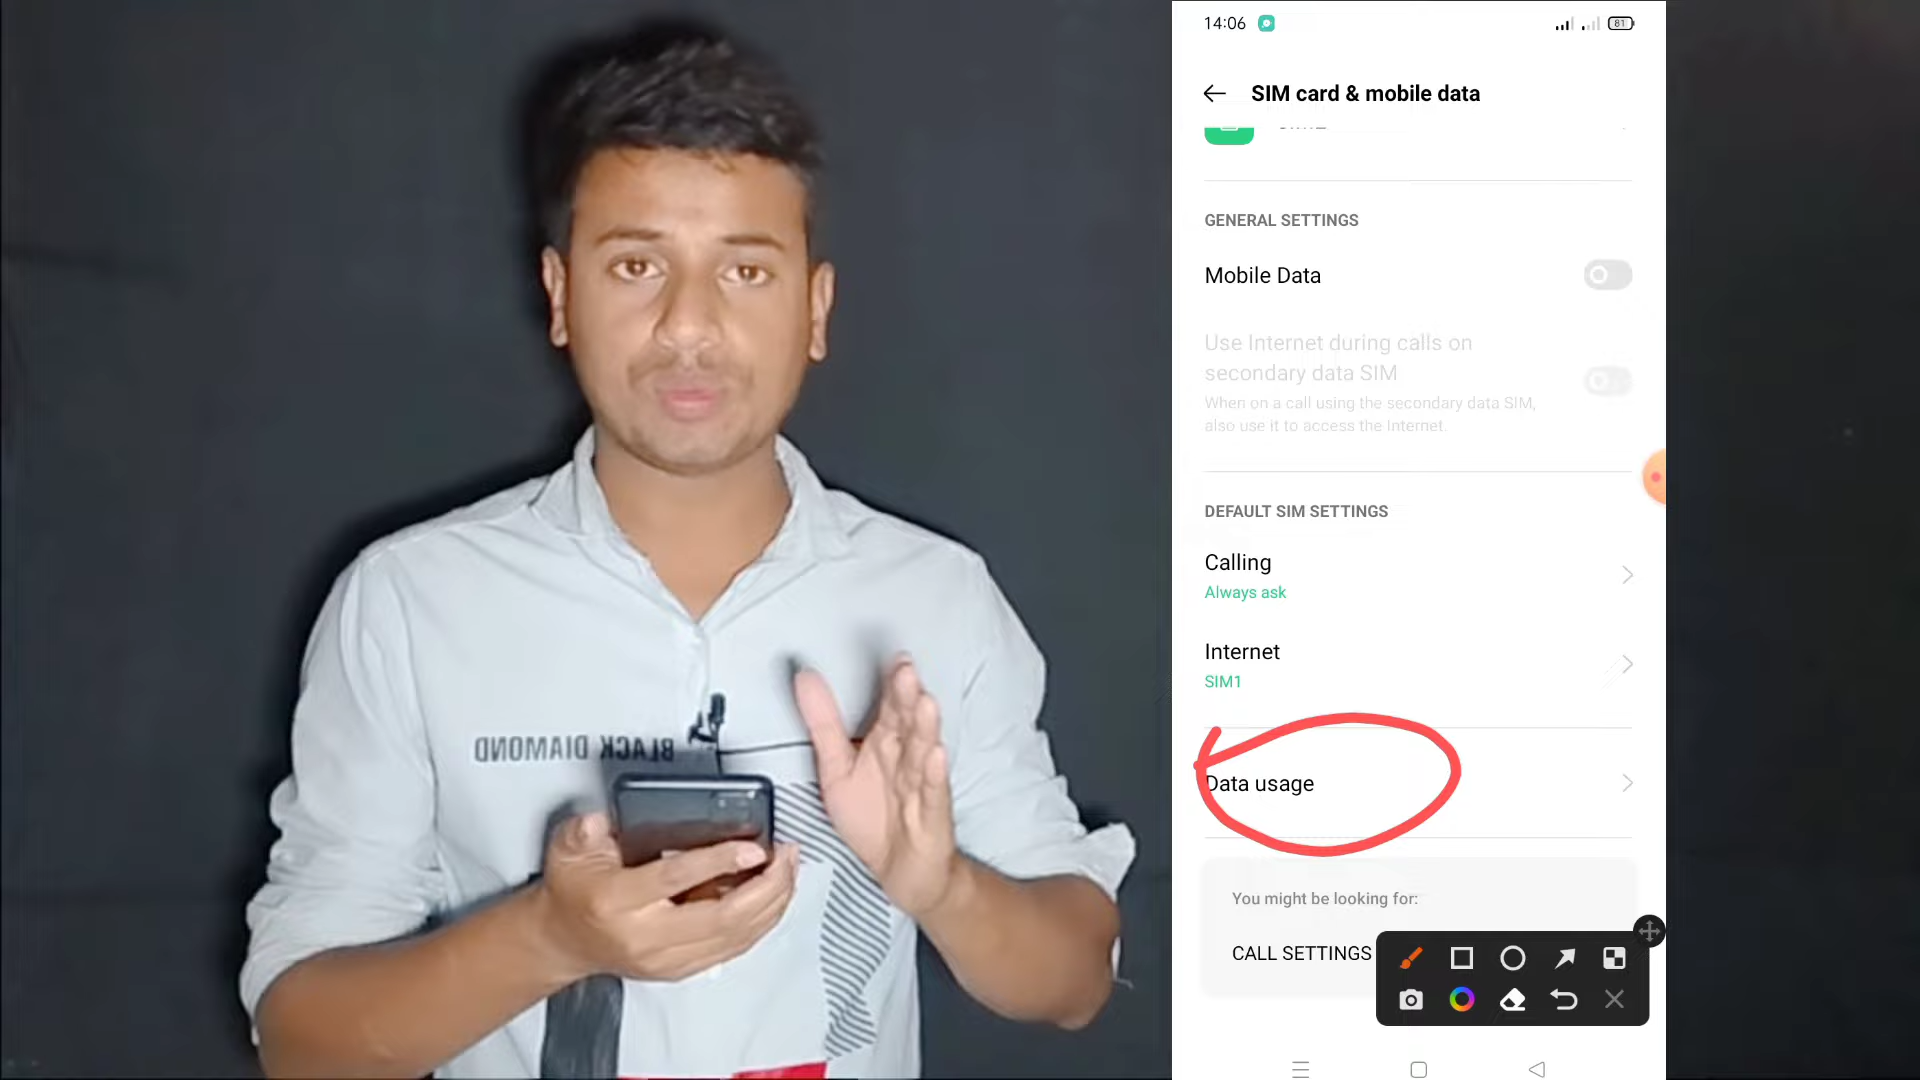 14:06
81
SIM card & mobile data
GENERAL SETTINGS
Mobile Data
Use Internet during calls on
secondary data SIM
When on a call using the secondary data SIM,
also use it to access the Internet.
DEFAULT SIM SETTINGS
Calling
Always ask
Internet
SIM1
Data usage
You might be looking for:
CALL SETTINGS
BLACK DIAMOND